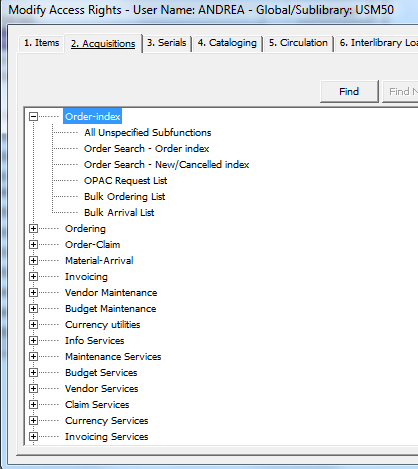 Modify Access Rights - User Name: ANDREA - Global/Sublibrary: USM50
1. Items 2. Acquisitions 3. Serials 4. Cataloging 5. Circulation 6. Interlibrary Loa
Find Find N
Order-index
All Unspecified Subfunctions
Order Search - Order index
Order Search - New/Cancelled index
OPAC Request List
Bulk Ordering List
Bulk Arrival List
Ordering
Order-Claim
Material-Arrival
Invoicing
Vendor Maintenance
Budget Maintenance
Currency utilities
Info Services
Maintenance Services
Budget Services
Vendor Services
Claim Services
Currency Services
Invoicing Services